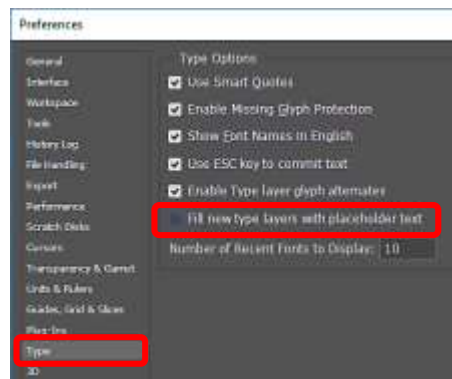 Preferences
General
Interface
Workspace
Tools
History Log
File Handling
Export
Performance
Scratch Disks
Cursors
Transparency & Gamut
Units & Rulers
Guides, Grid & Slices
Plug-Ins
Type
3D
Type Options
Use Smart Quotes
Enable Missing Glyph Protection
Show Font Names in English
Use ESC key to commit text
Enable Type layer glyph alternates
Fill new type layers with placeholder text
Number of Recent Fonts to Display: 10